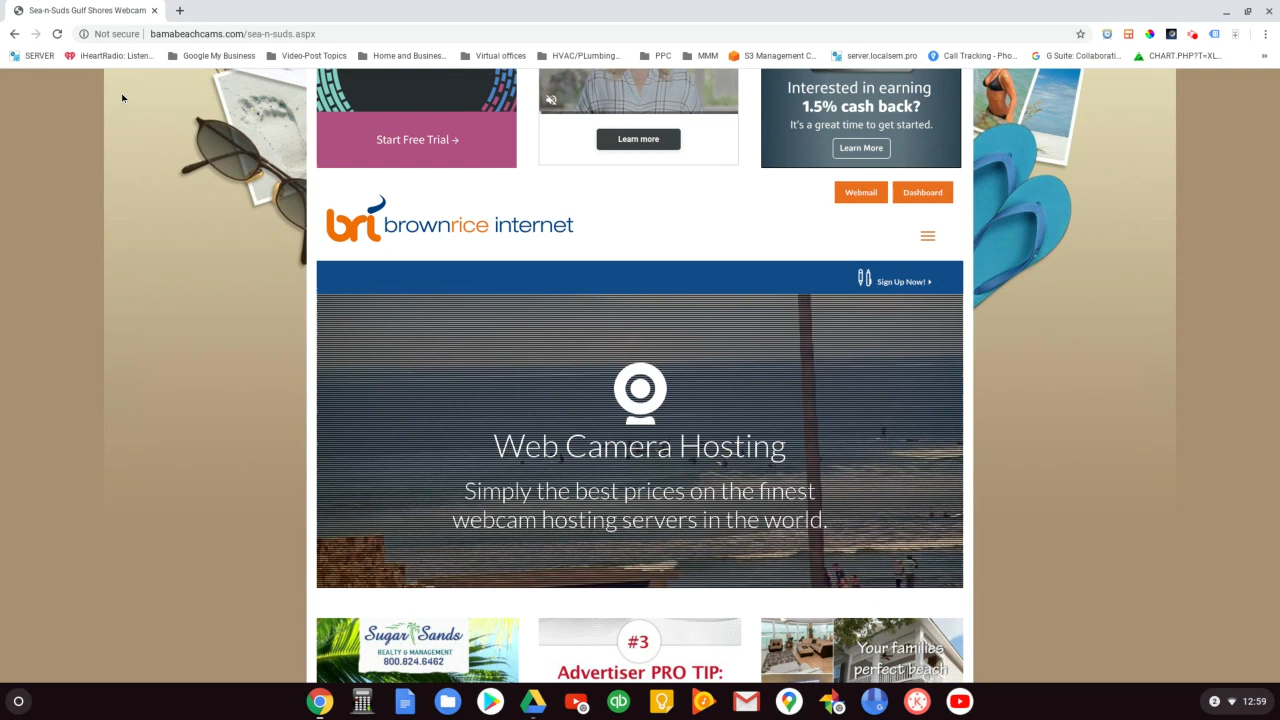 Sea-n-Suds Gulf Shores Webcam
Not secure | bamabeachcams.com/sea-n-suds.aspx
SERVER iHeartRadio: Listen... Google My Business Video-Post Topics Home and Busines... Virtual offices HVAC/PLumbing... PPC MMM S3 Management C... server.localsem.pro Call Tracking - Pho... G Suite: Collaborati... CHART.PHP?T=XL... »
Start Free Trial →
Learn more
Interested in earning
1.5% cash back?
It's a great time to get started.
Learn More
Webmail Dashboard
bri brownrice internet
Sign Up Now!
Web Camera Hosting
Simply the best prices on the finest
webcam hosting servers in the world.
Sugar Sands
REALTY & MANAGEMENT
800.824.6462
#3
Advertiser PRO TIP:
Your families
perfect beach
2 12:59